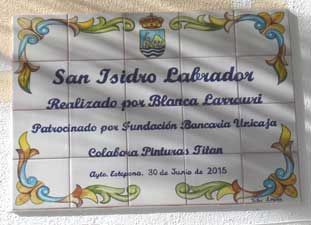 San Isidro Labrador
Realizado por Blanca Larrauri
Patrocinado por Fundación Bancaria Unicaja
Colabora Pinturas Titan
Ayto. Estepona, 30 de Junio de 2015